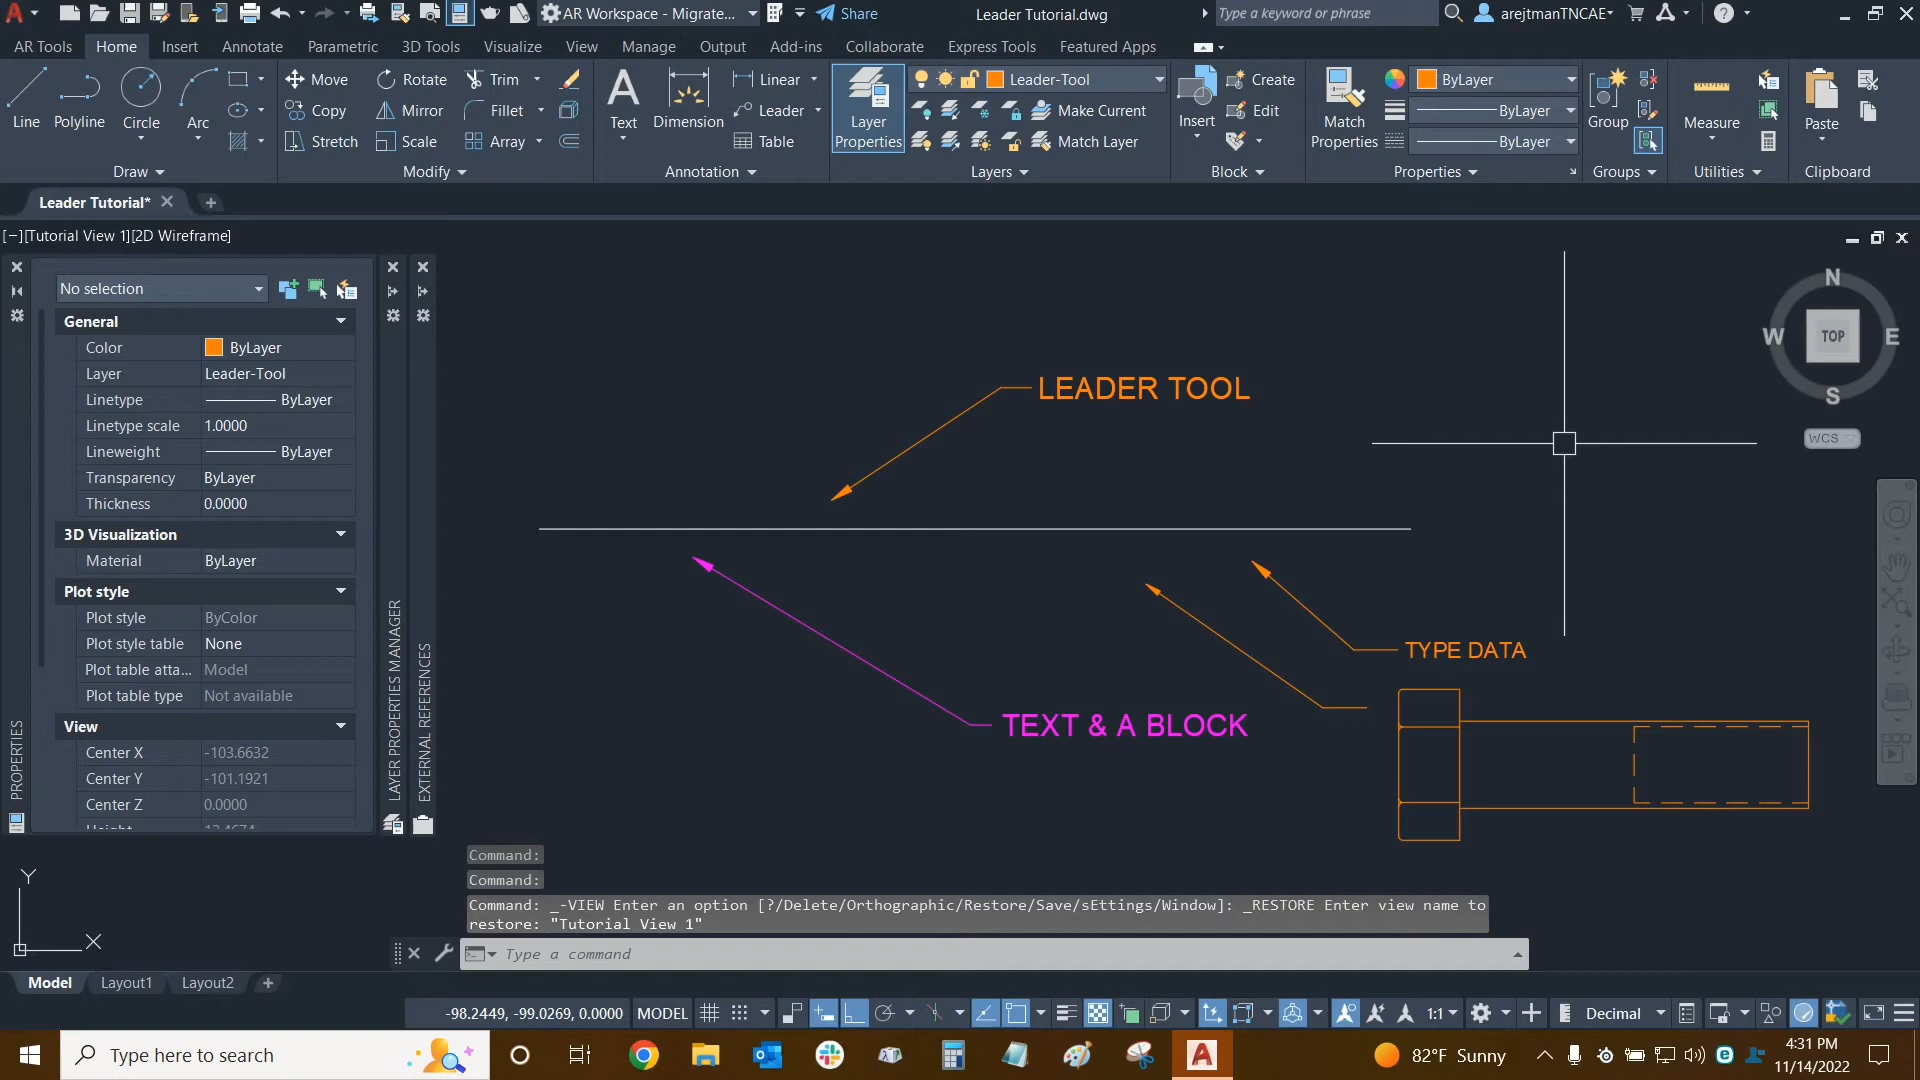 AR Workspace - Migrate...
Share
Leader Tutorial.dwg
Type a keyword or phrase
arejtmanTNCAE
AR Tools
Home
Insert
Annotate
Parametric
3D Tools
Visualize
View
Manage
Output
Add-ins
Collaborate
Express Tools
Featured Apps
Line
Polyline
Circle
Arc
Draw
Move
Rotate
Trim
Copy
Mirror
Fillet
Stretch
Scale
Array
Modify
Text
Dimension
Linear
Leader
Table
Annotation
Layer
Properties
Leader-Tool
Make Current
Match Layer
Layers
Insert
Create
Edit
Block
Match
Properties
ByLayer
ByLayer
ByLayer
Properties
Group
Groups
Measure
Utilities
Paste
Clipboard
Leader Tutorial*
[−][Tutorial View 1][2D Wireframe]
No selection
General
Color ByLayer
Layer Leader-Tool
Linetype ByLayer
Linetype scale 1.0000
Lineweight ByLayer
Transparency ByLayer
Thickness 0.0000
3D Visualization
Material ByLayer
Plot style
Plot style ByColor
Plot style table None
Plot table atta... Model
Plot table type Not available
View
Center X -103.6632
Center Y -101.1921
Center Z 0.0000
PROPERTIES
LAYER PROPERTIES MANAGER
EXTERNAL REFERENCES
LEADER TOOL
TYPE DATA
TEXT & A BLOCK
N
W
TOP
E
S
WCS
Y
X
Command:
Command:
Command: _-VIEW Enter an option [?/Delete/Orthographic/Restore/Save/sEttings/Window]: _RESTORE Enter view name to
restore: "Tutorial View 1"
Type a command
Model
Layout1
Layout2
-98.2449, -99.0269, 0.0000
MODEL
1:1
Decimal
Type here to search
82°F Sunny
4:31 PM
11/14/2022